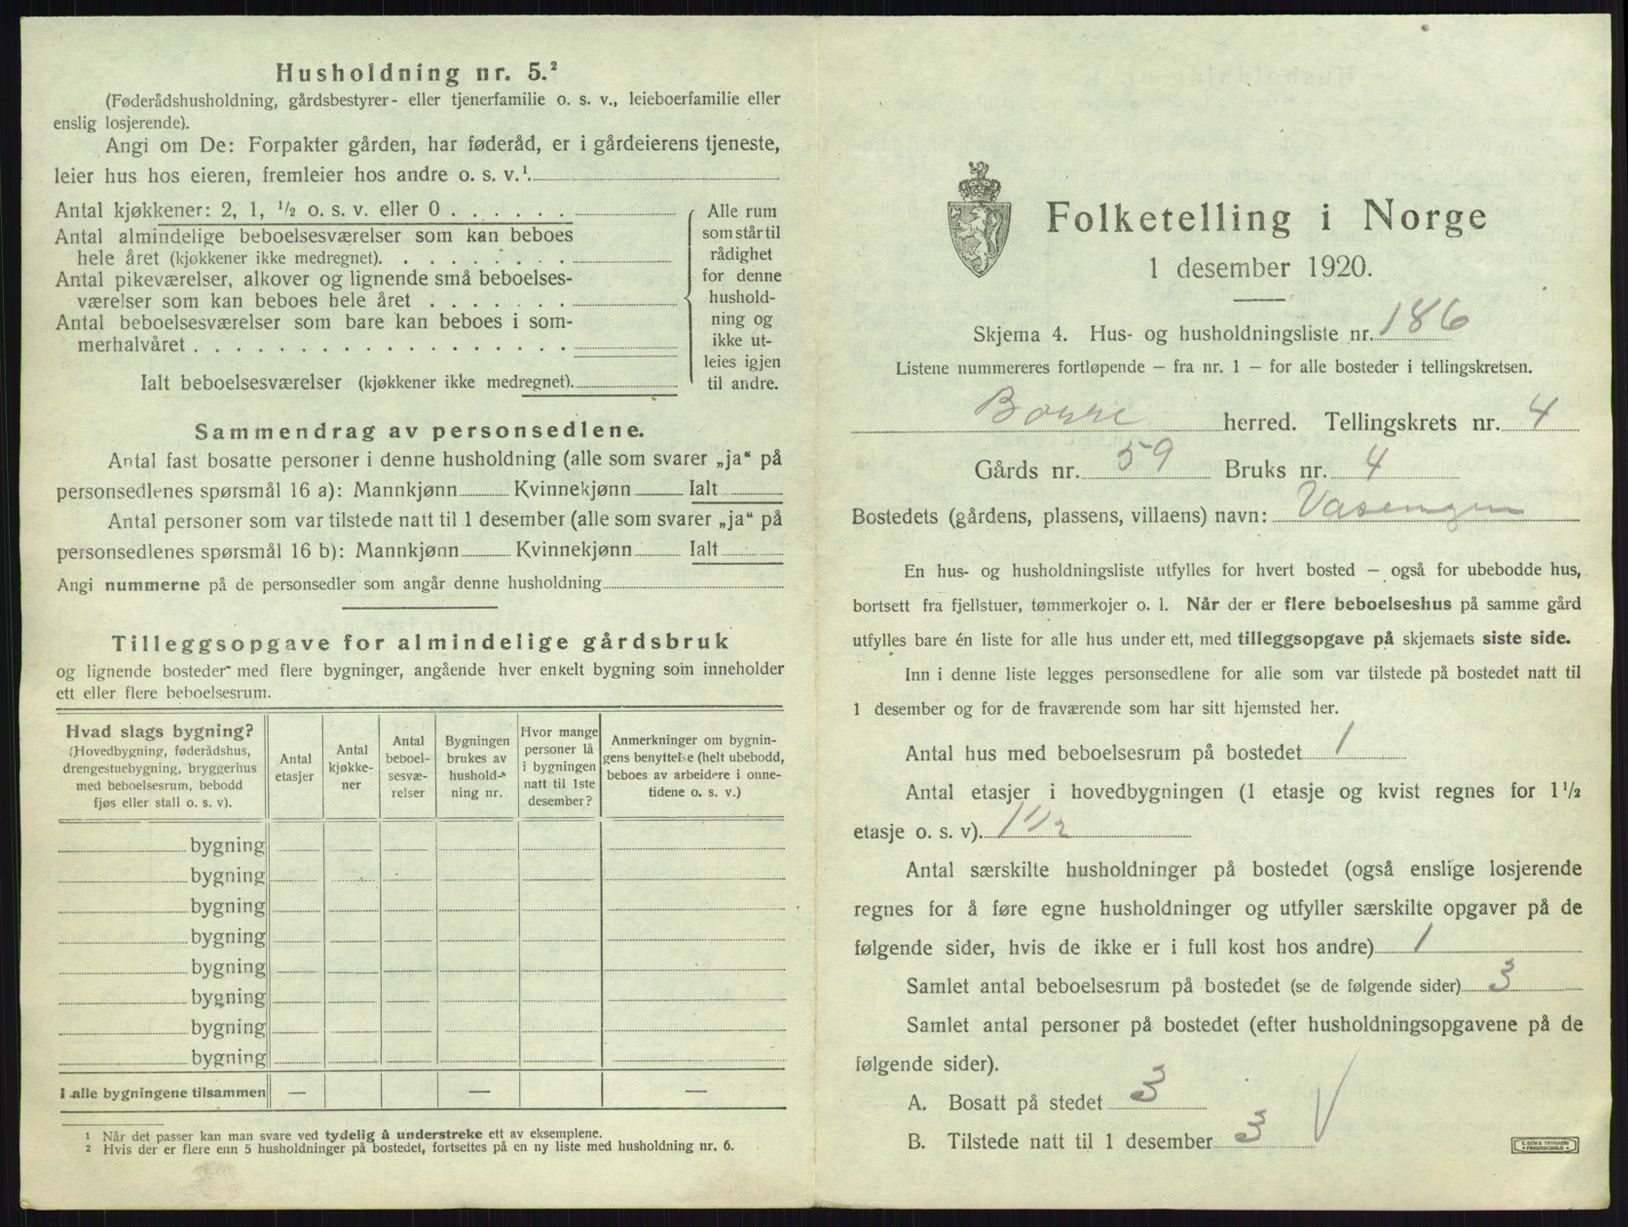 Husholdning nr. 5.²
(Føderådshusholdning, gårdsbestyrer- eller tjenerfamilie o. s. v., leieboerfamilie eller
enslig losjerende).
Angi om De: Forpakter gården, har føderåd, er i gårdeierens tjeneste,
leier hus hos eieren, fremleier hos andre o. s. v.¹.
Antal kjøkkener: 2, 1, ½ o. s. v. eller 0 . . . . . .
Antal almindelige beboelsesværelser som kan beboes
hele året (kjøkkener ikke medregnet). . . . . . . . .
Antal pikeværelser, alkover og lignende små beboelses-
værelser som kan beboes hele året . . . . . . .
Antal beboelsesværelser som bare kan beboes i som-
merhalvåret . . . . . . . . . . . . . . . . . .
Ialt beboelsesværelser (kjøkkener ikke medregnet).
Alle rum
som står til
rådighet
for denne
hushold-
ning og
ikke ut-
leies igjen
til andre.
Sammendrag av personsedlene.
Antal fast bosatte personer i denne husholdning (alle som svarer „ja“ på
personsedlenes spørsmål 16 a): Mannkjønn Kvinnekjønn Ialt
Antal personer som var tilstede natt til 1 desember (alle som svarer „ja“ på
personsedlenes spørsmål 16 b): Mannkjønn Kvinnekjønn Ialt
Angi nummerne på de personsedler som angår denne husholdning
Tilleggsopgave for almindelige gårdsbruk
og lignende bosteder med flere bygninger, angående hver enkelt bygning som inneholder
ett eller flere beboelsesrum.
Hvad slags bygning?
(Hovedbygning, føderådshus,
drengestuebygning, bryggerhus
med beboelsesrum, bebodd
fjøs eller stall o. s. v).
Antal
etasjer
Antal
kjøkke-
ner
Antal
beboel-
sesvæ-
relser
Bygningen
brukes av
hushold-
ning nr.
Hvor mange
personer lå
i bygningen
natt til 1ste
desember?
Anmerkninger om bygnin-
gens benyttelse (helt ubebodd,
beboes av arbeidere i onne-
tidene o. s. v.)
bygning
bygning
bygning
bygning
bygning
bygning
bygning
bygning
I alle bygningene tilsammen — — —
¹ Når det passer kan man svare ved tydelig å understreke ett av eksemplene.
² Hvis der er flere enn 5 husholdninger på bostedet, fortsettes på en ny liste med husholdning nr. 6.
Folketelling i Norge
1 desember 1920.
Skjema 4. Hus- og husholdningsliste nr. 186
Listene nummereres fortløpende — fra nr. 1 — for alle bosteder i tellingskretsen.
Borre herred. Tellingskrets nr. 4
Gårds nr. 59 Bruks nr. 4
Bostedets (gårdens, plassens, villaens) navn: Vasengen
En hus- og husholdningsliste utfylles for hvert bosted — også for ubebodde hus,
bortsett fra fjellstuer, tømmerkojer o. l. Når der er flere beboelseshus på samme gård
utfylles bare én liste for alle hus under ett, med tilleggsopgave på skjemaets siste side.
Inn i denne liste legges personsedlene for alle som var tilstede på bostedet natt til
1 desember og for de fraværende som har sitt hjemsted her.
Antal hus med beboelsesrum på bostedet 1
Antal etasjer i hovedbygningen (1 etasje og kvist regnes for 1½
etasje o. s. v). 1½
Antal særskilte husholdninger på bostedet (også enslige losjerende
regnes for å føre egne husholdninger og utfyller særskilte opgaver på de
følgende sider, hvis de ikke er i full kost hos andre) 1
Samlet antal beboelsesrum på bostedet (se de følgende sider) 3
Samlet antal personer på bostedet (efter husholdningsopgavene på de
følgende sider).
A. Bosatt på stedet 3
B. Tilstede natt til 1 desember 3 V